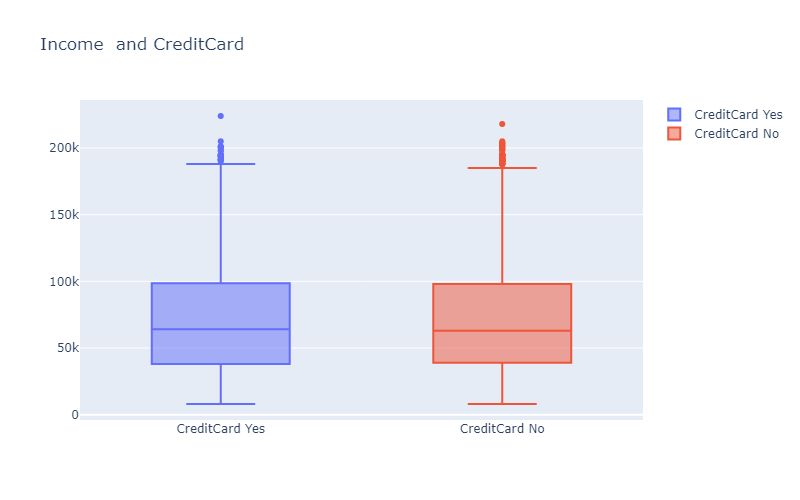 Income  and CreditCard
CreditCard Yes
CreditCard No
200k
150k
100k
50k
0
CreditCard Yes
CreditCard No